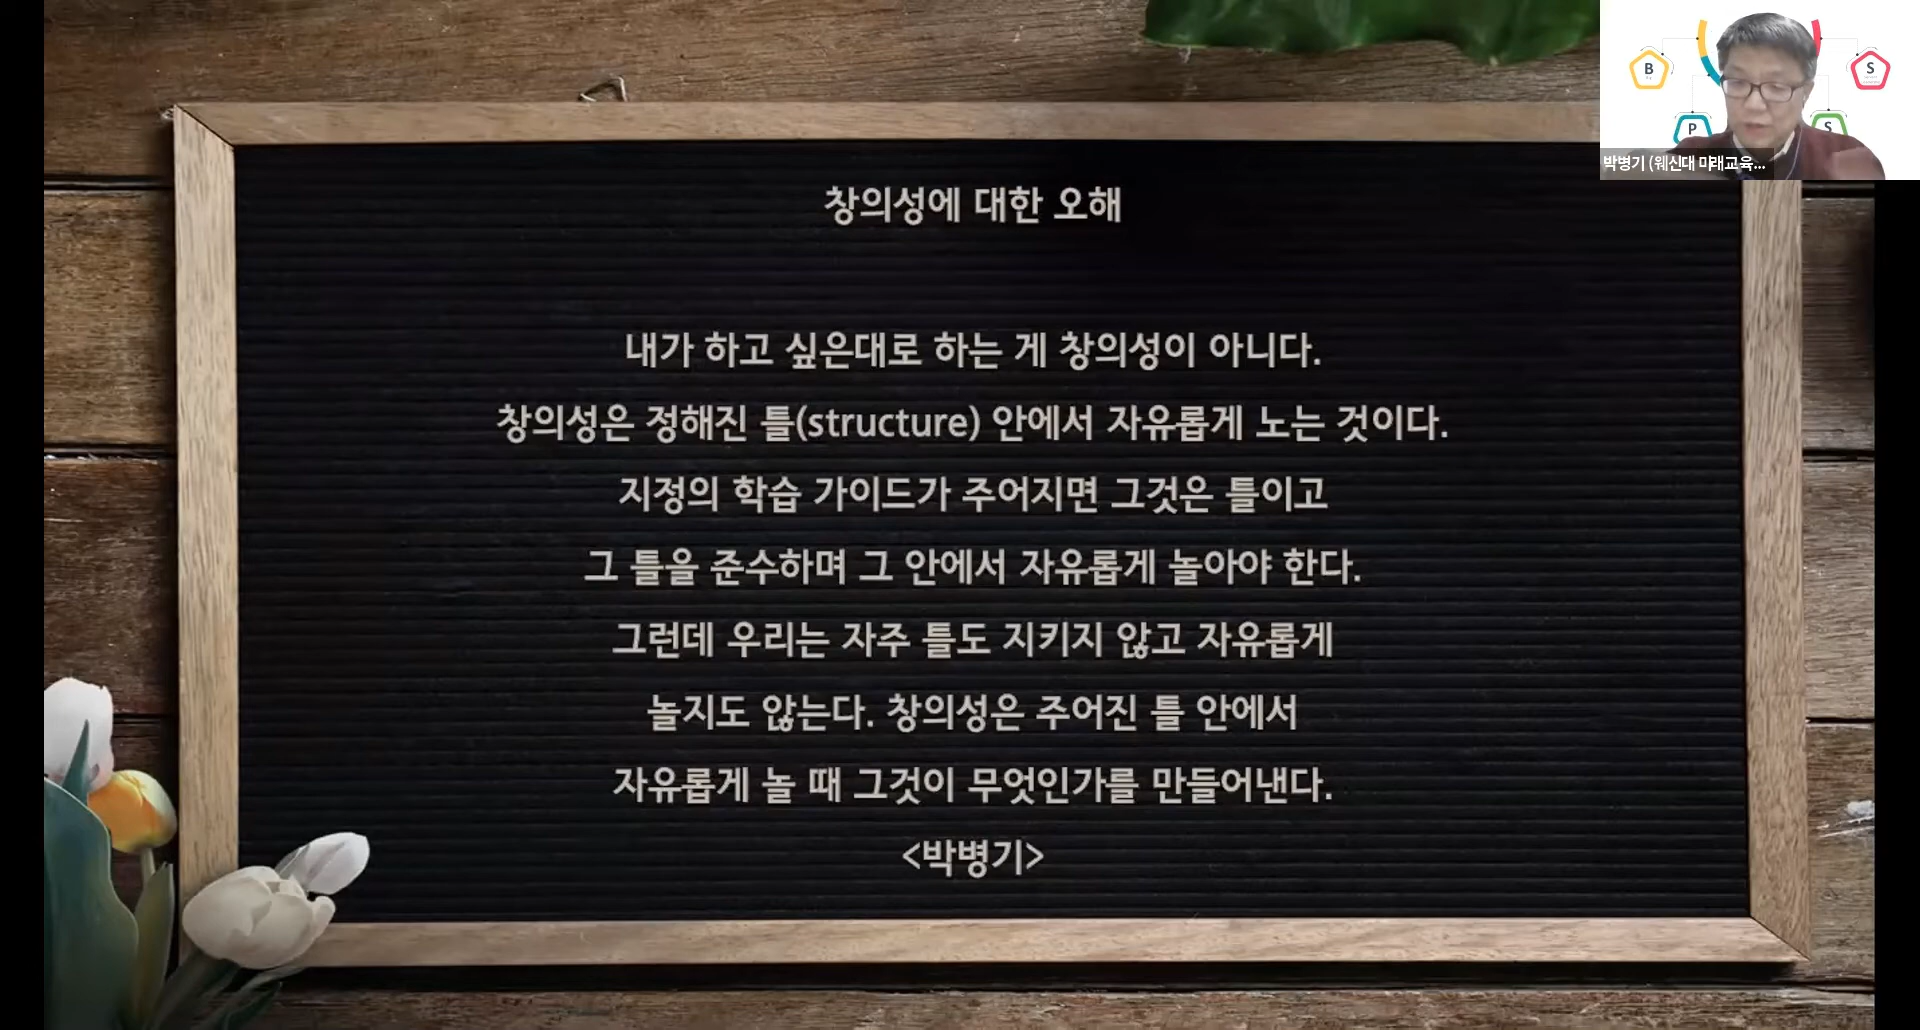 창의성에 대한 오해
내가 하고 싶은대로 하는 게 창의성이 아니다.
창의성은 정해진 틀(structure) 안에서 자유롭게 노는 것이다.
지정의 학습 가이드가 주어지면 그것은 틀이고
그 틀을 준수하며 그 안에서 자유롭게 놀아야 한다.
그런데 우리는 자주 틀도 지키지 않고 자유롭게
놀지도 않는다. 창의성은 주어진 틀 안에서
자유롭게 놀 때 그것이 무엇인가를 만들어낸다.
<박병기>
B
S
P
S
박병기 (웨신대 미래교육...